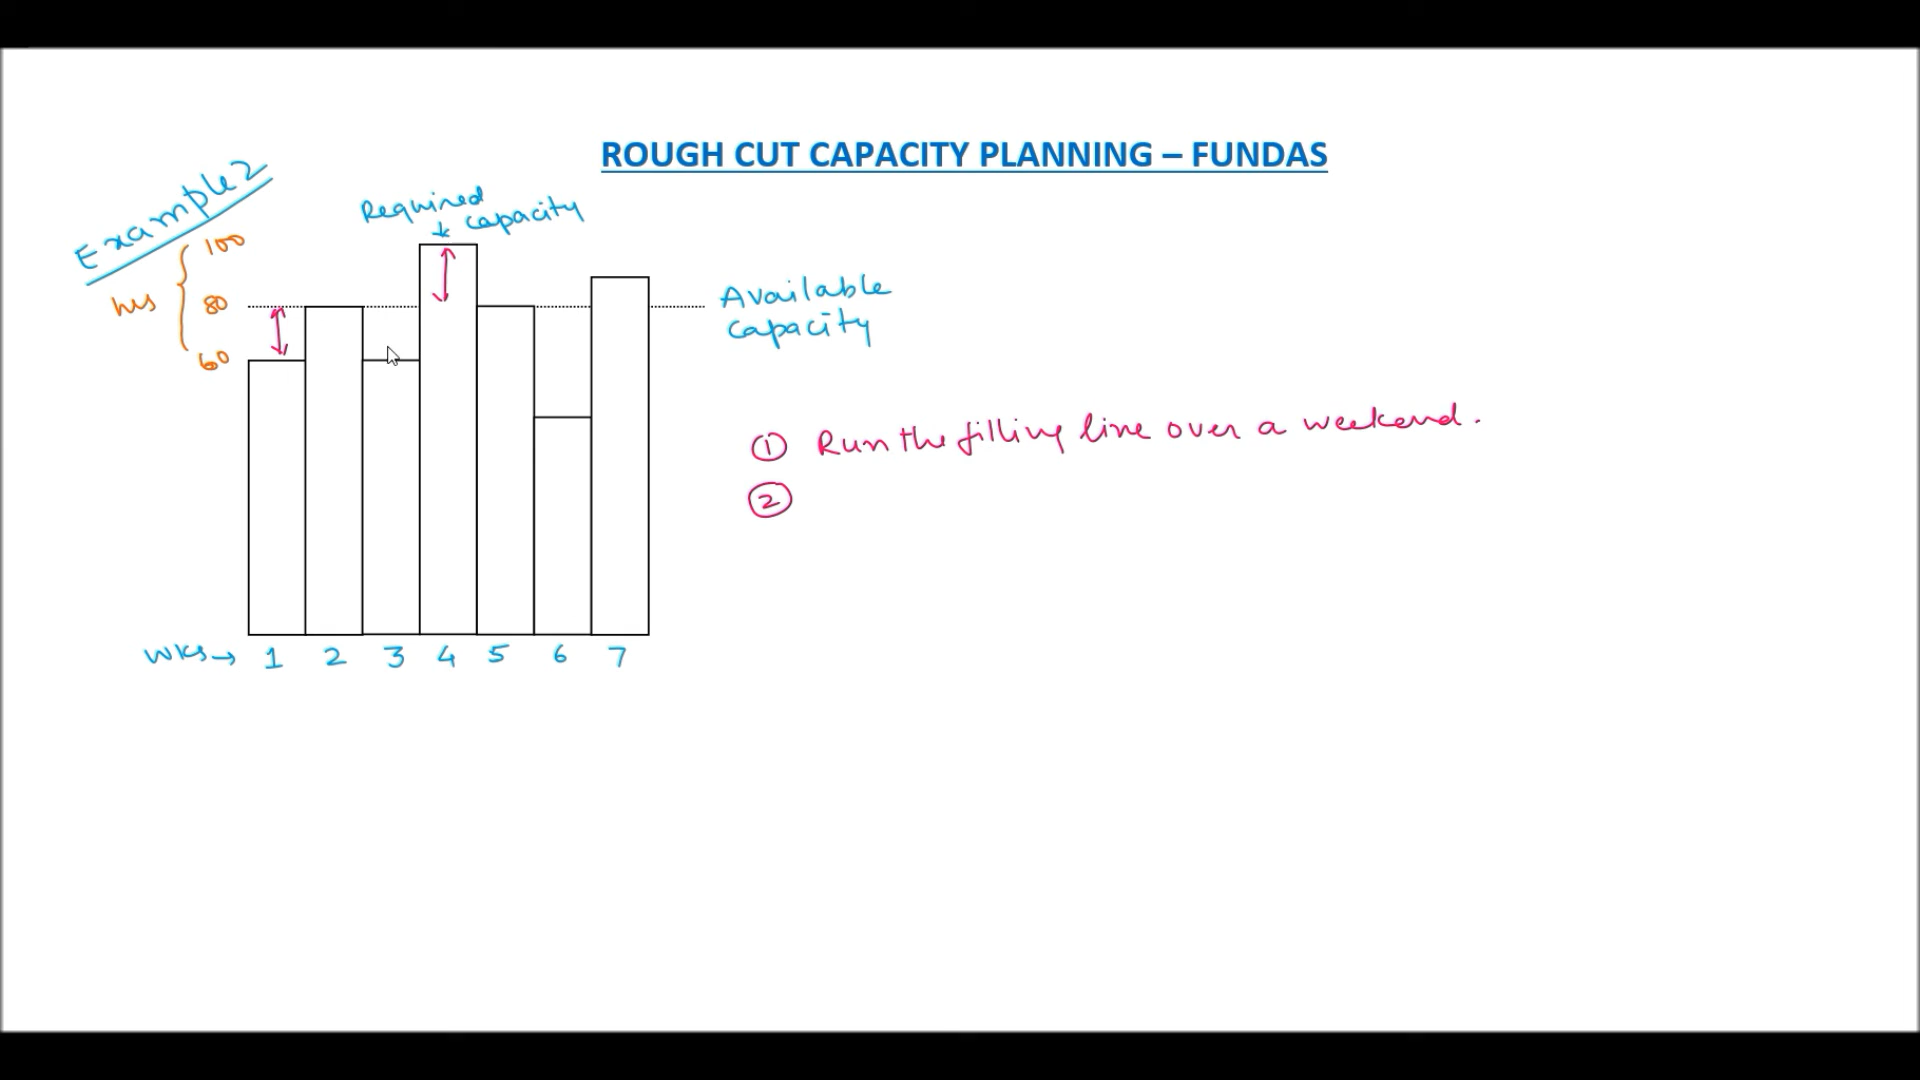 ROUGH CUT CAPACITY PLANNING – FUNDAS
Example 2
Required
capacity
100
hrs
80
60
Available
capacity
① Run the filling line over a weekend.
②
Wks→ 1 2 3 4 5 6 7